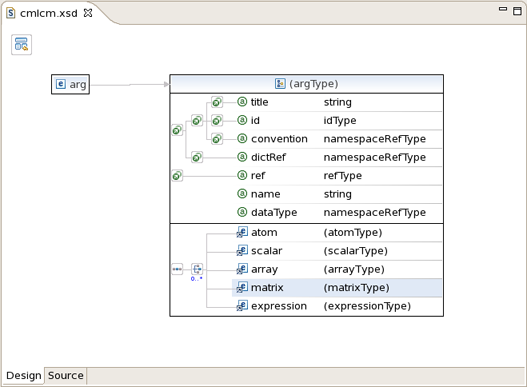 cmlcm.xsd
arg
(argType)
title string
id idType
convention namespaceRefType
dictRef namespaceRefType
ref refType
name string
dataType namespaceRefType
atom (atomType)
scalar (scalarType)
array (arrayType)
matrix (matrixType)
0..*
expression (expressionType)
Design Source